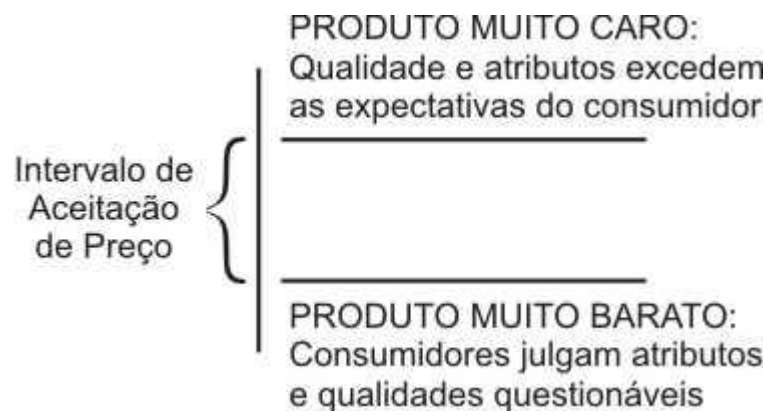 PRODUTO MUITO CARO:
Qualidade e atributos excedem
as expectativas do consumidor
Intervalo de
Aceitação
de Preço
PRODUTO MUITO BARATO:
Consumidores julgam atributos
e qualidades questionáveis